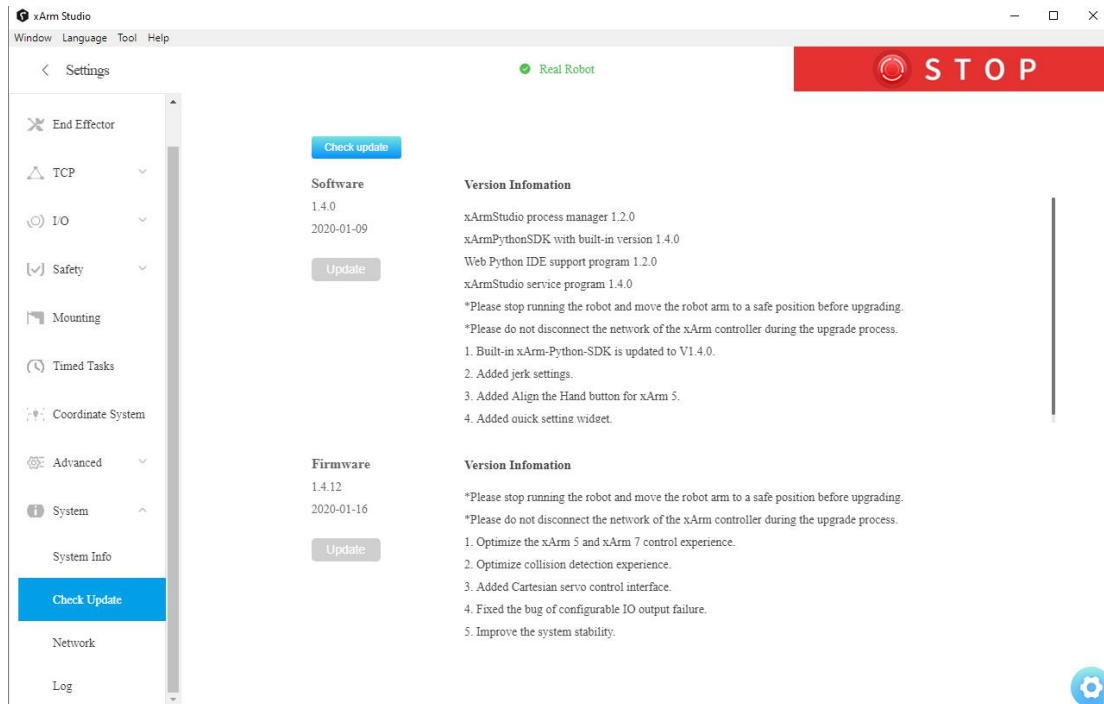 xArm Studio
Window Language Tool Help
Settings
Real Robot
STOP
End Effector
TCP
I/O
Safety
Mounting
Timed Tasks
Coordinate System
Advanced
System
System Info
Check Update
Network
Log
Check update
Software
1.4.0
2020-01-09
Update
Version Infomation
xArmStudio process manager 1.2.0
xArmPythonSDK with built-in version 1.4.0
Web Python IDE support program 1.2.0
xArmStudio service program 1.4.0
*Please stop running the robot and move the robot arm to a safe position before upgrading.
*Please do not disconnect the network of the xArm controller during the upgrade process.
1. Built-in xArm-Python-SDK is updated to V1.4.0.
2. Added jerk settings.
3. Added Align the Hand button for xArm 5.
4. Added quick setting widget.
Firmware
1.4.12
2020-01-16
Update
Version Infomation
*Please stop running the robot and move the robot arm to a safe position before upgrading.
*Please do not disconnect the network of the xArm controller during the upgrade process.
1. Optimize the xArm 5 and xArm 7 control experience.
2. Optimize collision detection experience.
3. Added Cartesian servo control interface.
4. Fixed the bug of configurable IO output failure.
5. Improve the system stability.